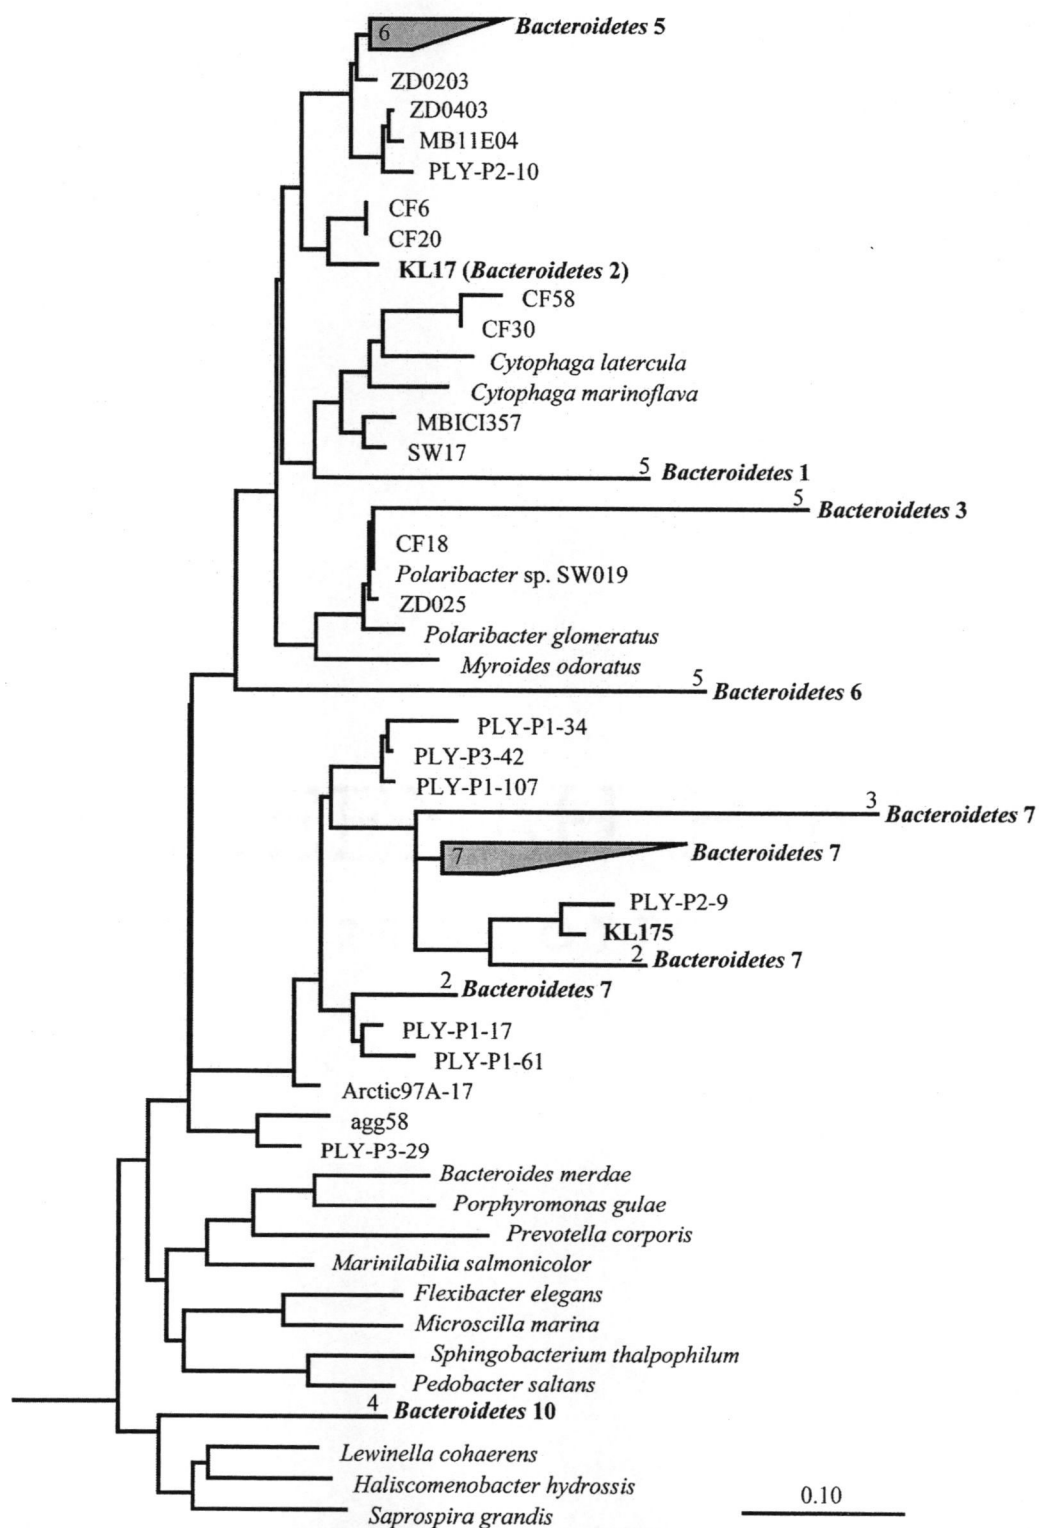 6 Bacteroidetes 5
ZD0203
ZD0403
MB11E04
PLY-P2-10
CF6
CF20
KL17 (Bacteroidetes 2)
CF58
CF30
Cytophaga latercula
Cytophaga marinoflava
MBICI357
SW17
5 Bacteroidetes 1
5 Bacteroidetes 3
CF18
Polaribacter sp. SW019
ZD025
Polaribacter glomeratus
Myroides odoratus
5 Bacteroidetes 6
PLY-P1-34
PLY-P3-42
PLY-P1-107
3 Bacteroidetes 7
7 Bacteroidetes 7
PLY-P2-9
KL175
2 Bacteroidetes 7
2 Bacteroidetes 7
PLY-P1-17
PLY-P1-61
Arctic97A-17
agg58
PLY-P3-29
Bacteroides merdae
Porphyromonas gulae
Prevotella corporis
Marinilabilia salmonicolor
Flexibacter elegans
Microscilla marina
Sphingobacterium thalpophilum
Pedobacter saltans
4 Bacteroidetes 10
Lewinella cohaerens
Haliscomenobacter hydrossis
Saprospira grandis
0.10